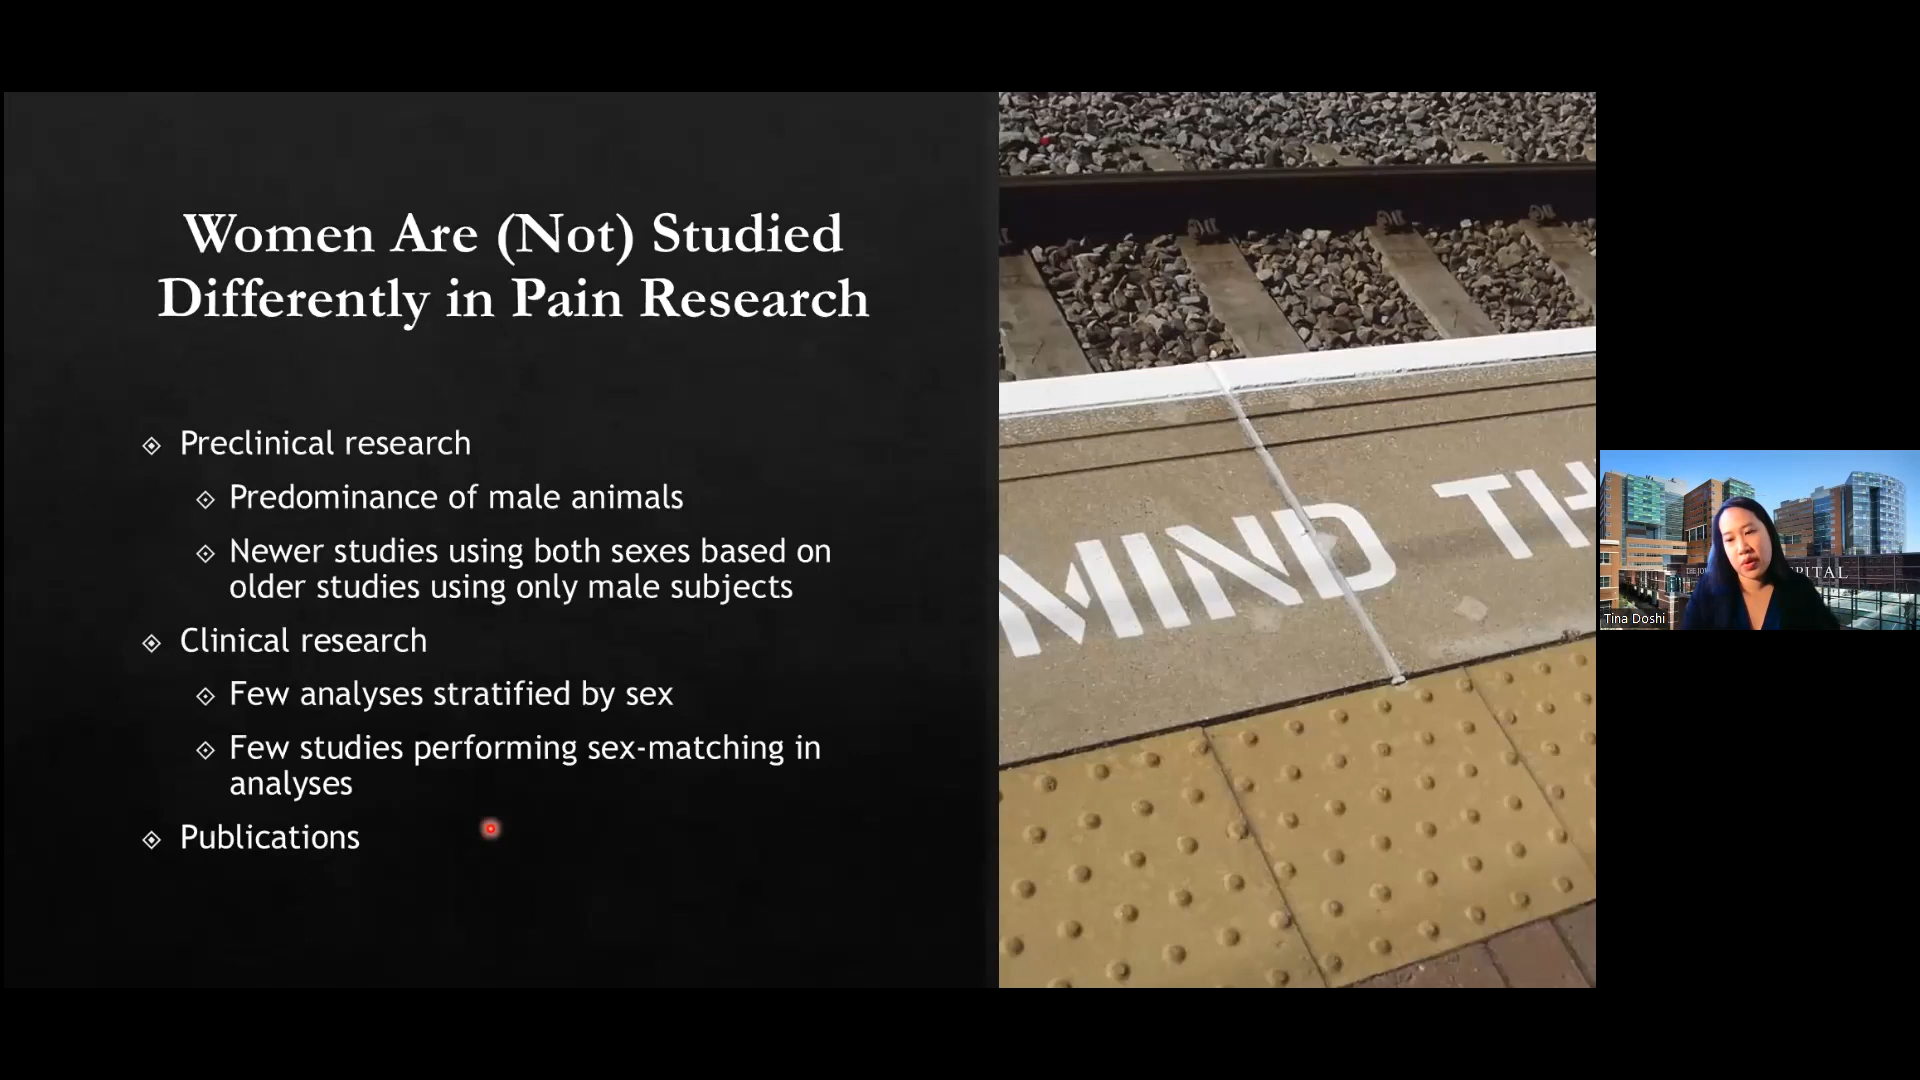 Women Are (Not) Studied
Differently in Pain Research
Preclinical research
Predominance of male animals
Newer studies using both sexes based on
older studies using only male subjects
Clinical research
Few analyses stratified by sex
Few studies performing sex-matching in
analyses
Publications
MIND TH
Tina Doshi